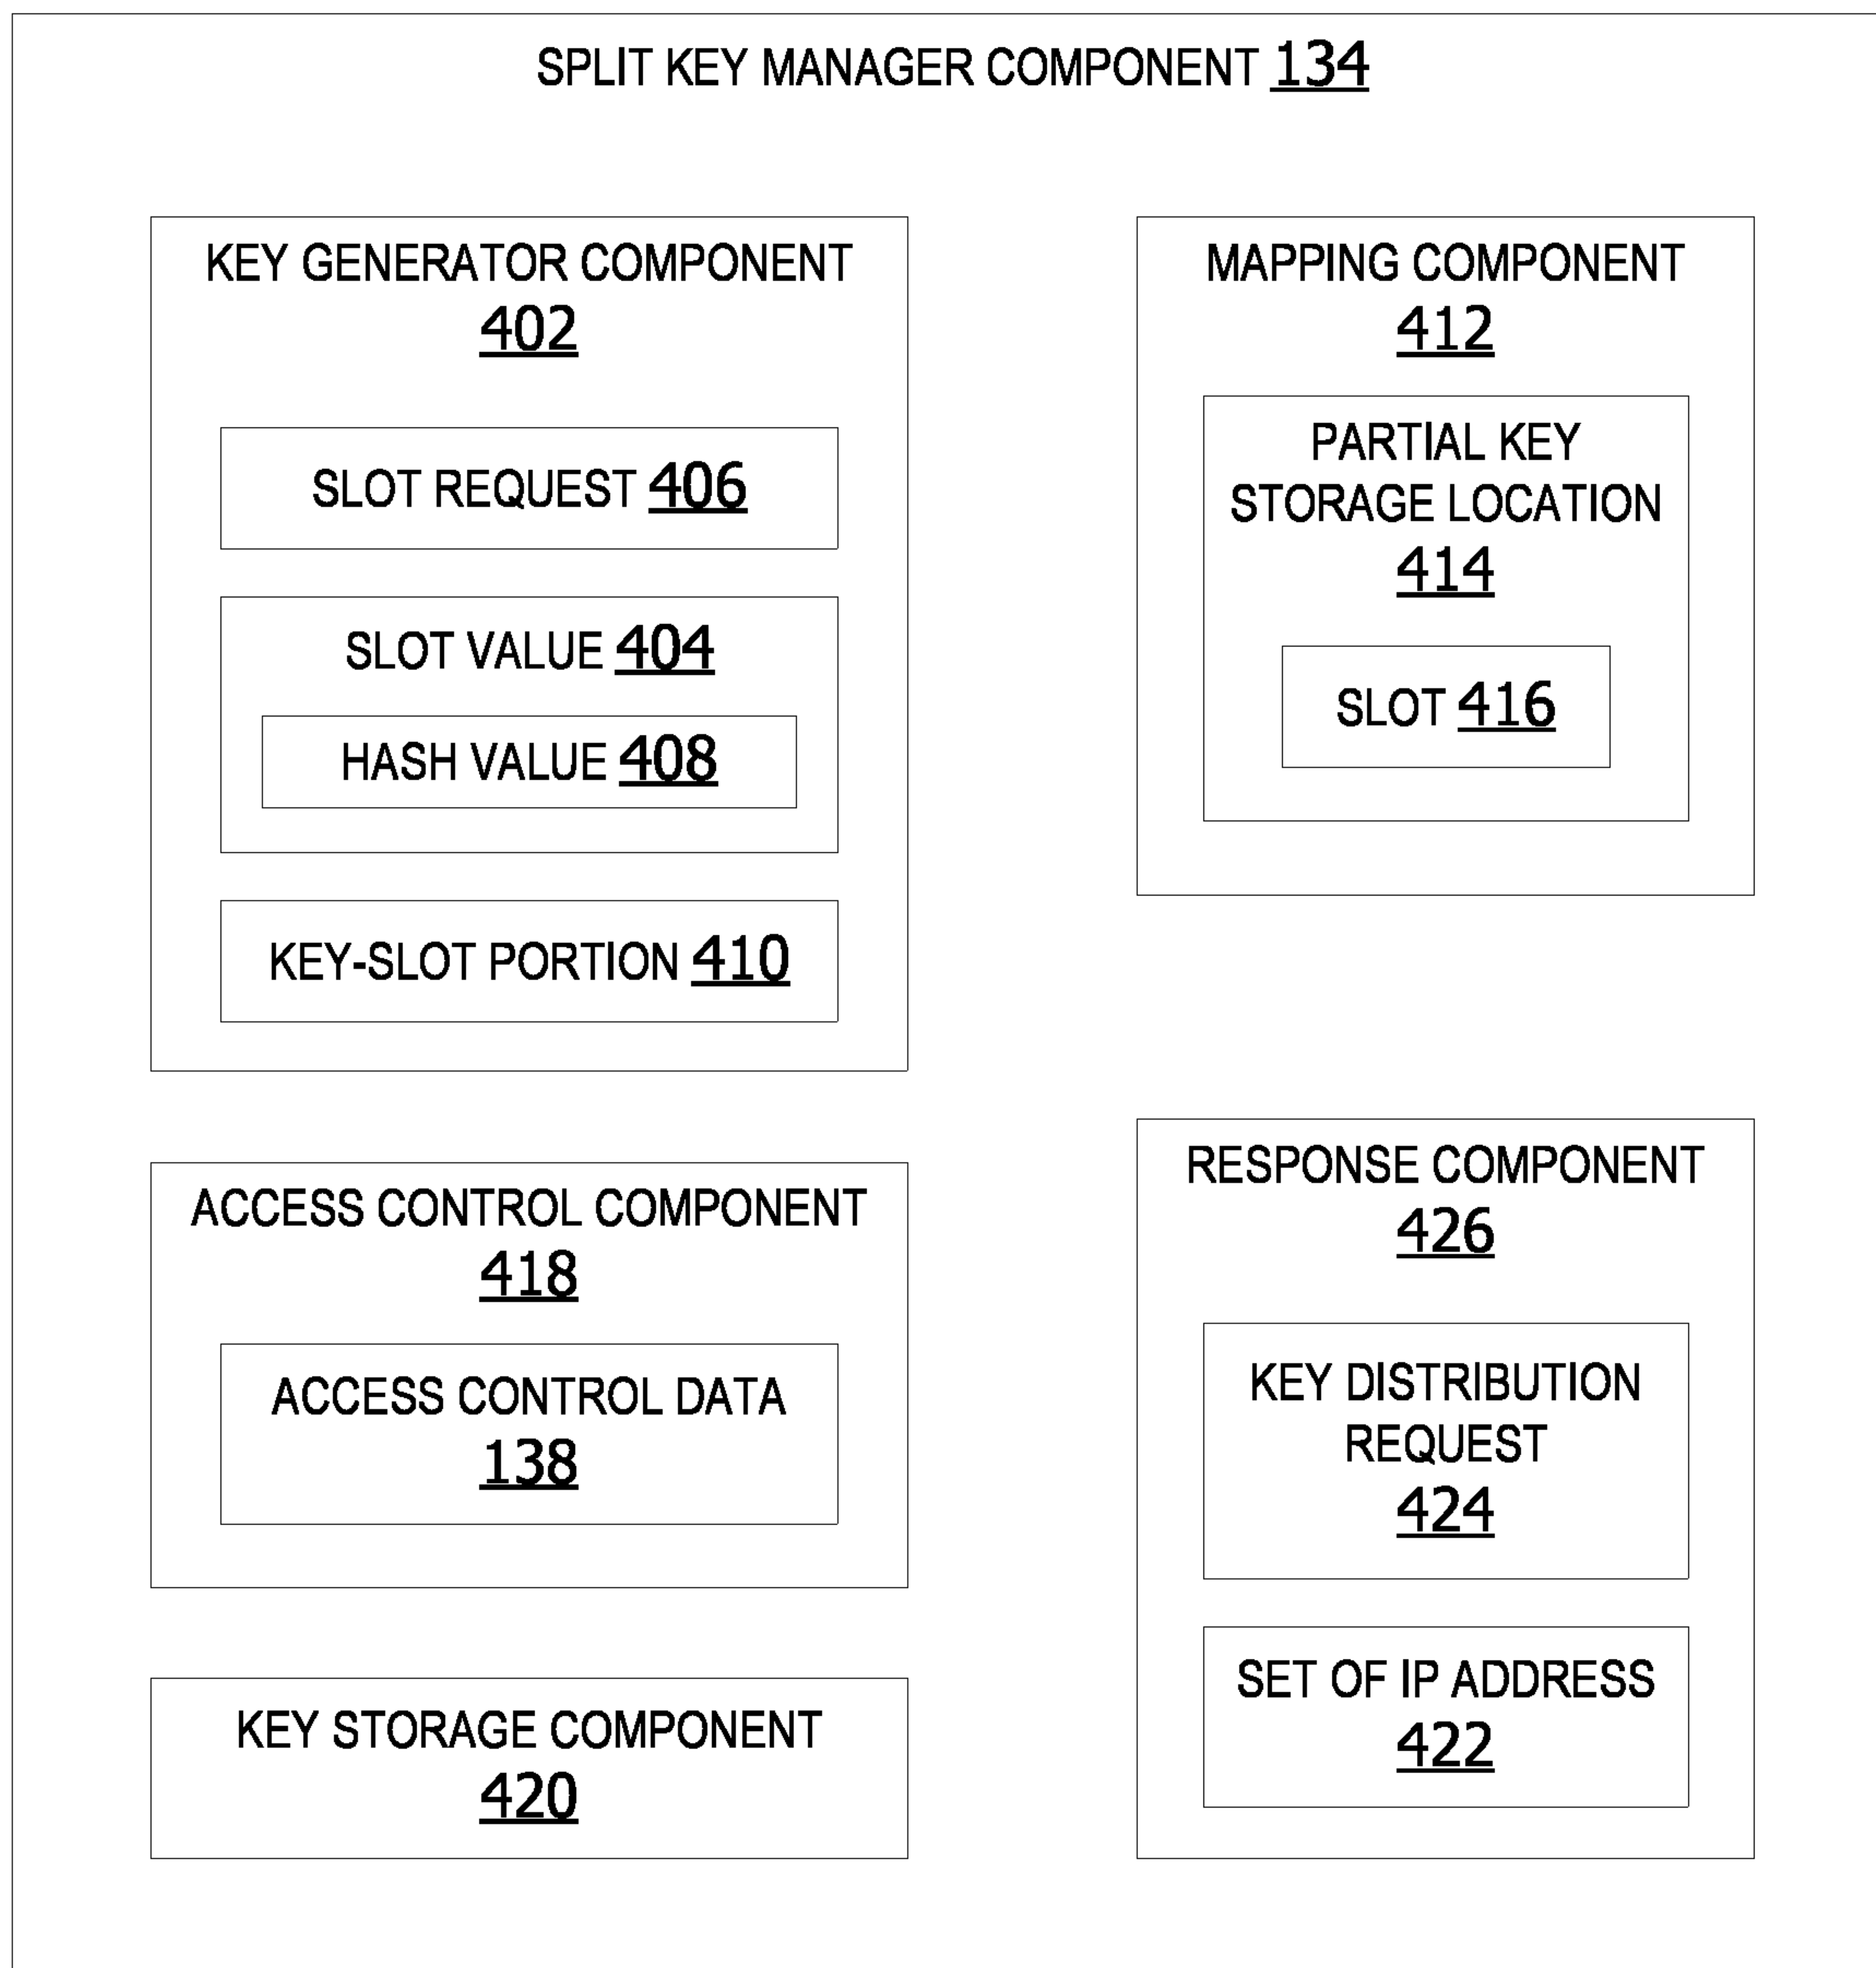 SPLIT KEY MANAGER COMPONENT 134
KEY GENERATOR COMPONENT
402
SLOT REQUEST 406
SLOT VALUE 404
HASH VALUE 408
KEY-SLOT PORTION 410
MAPPING COMPONENT
412
PARTIAL KEY
STORAGE LOCATION
414
SLOT 416
ACCESS CONTROL COMPONENT
418
ACCESS CONTROL DATA
138
KEY STORAGE COMPONENT
420
RESPONSE COMPONENT
426
KEY DISTRIBUTION
REQUEST
424
SET OF IP ADDRESS
422